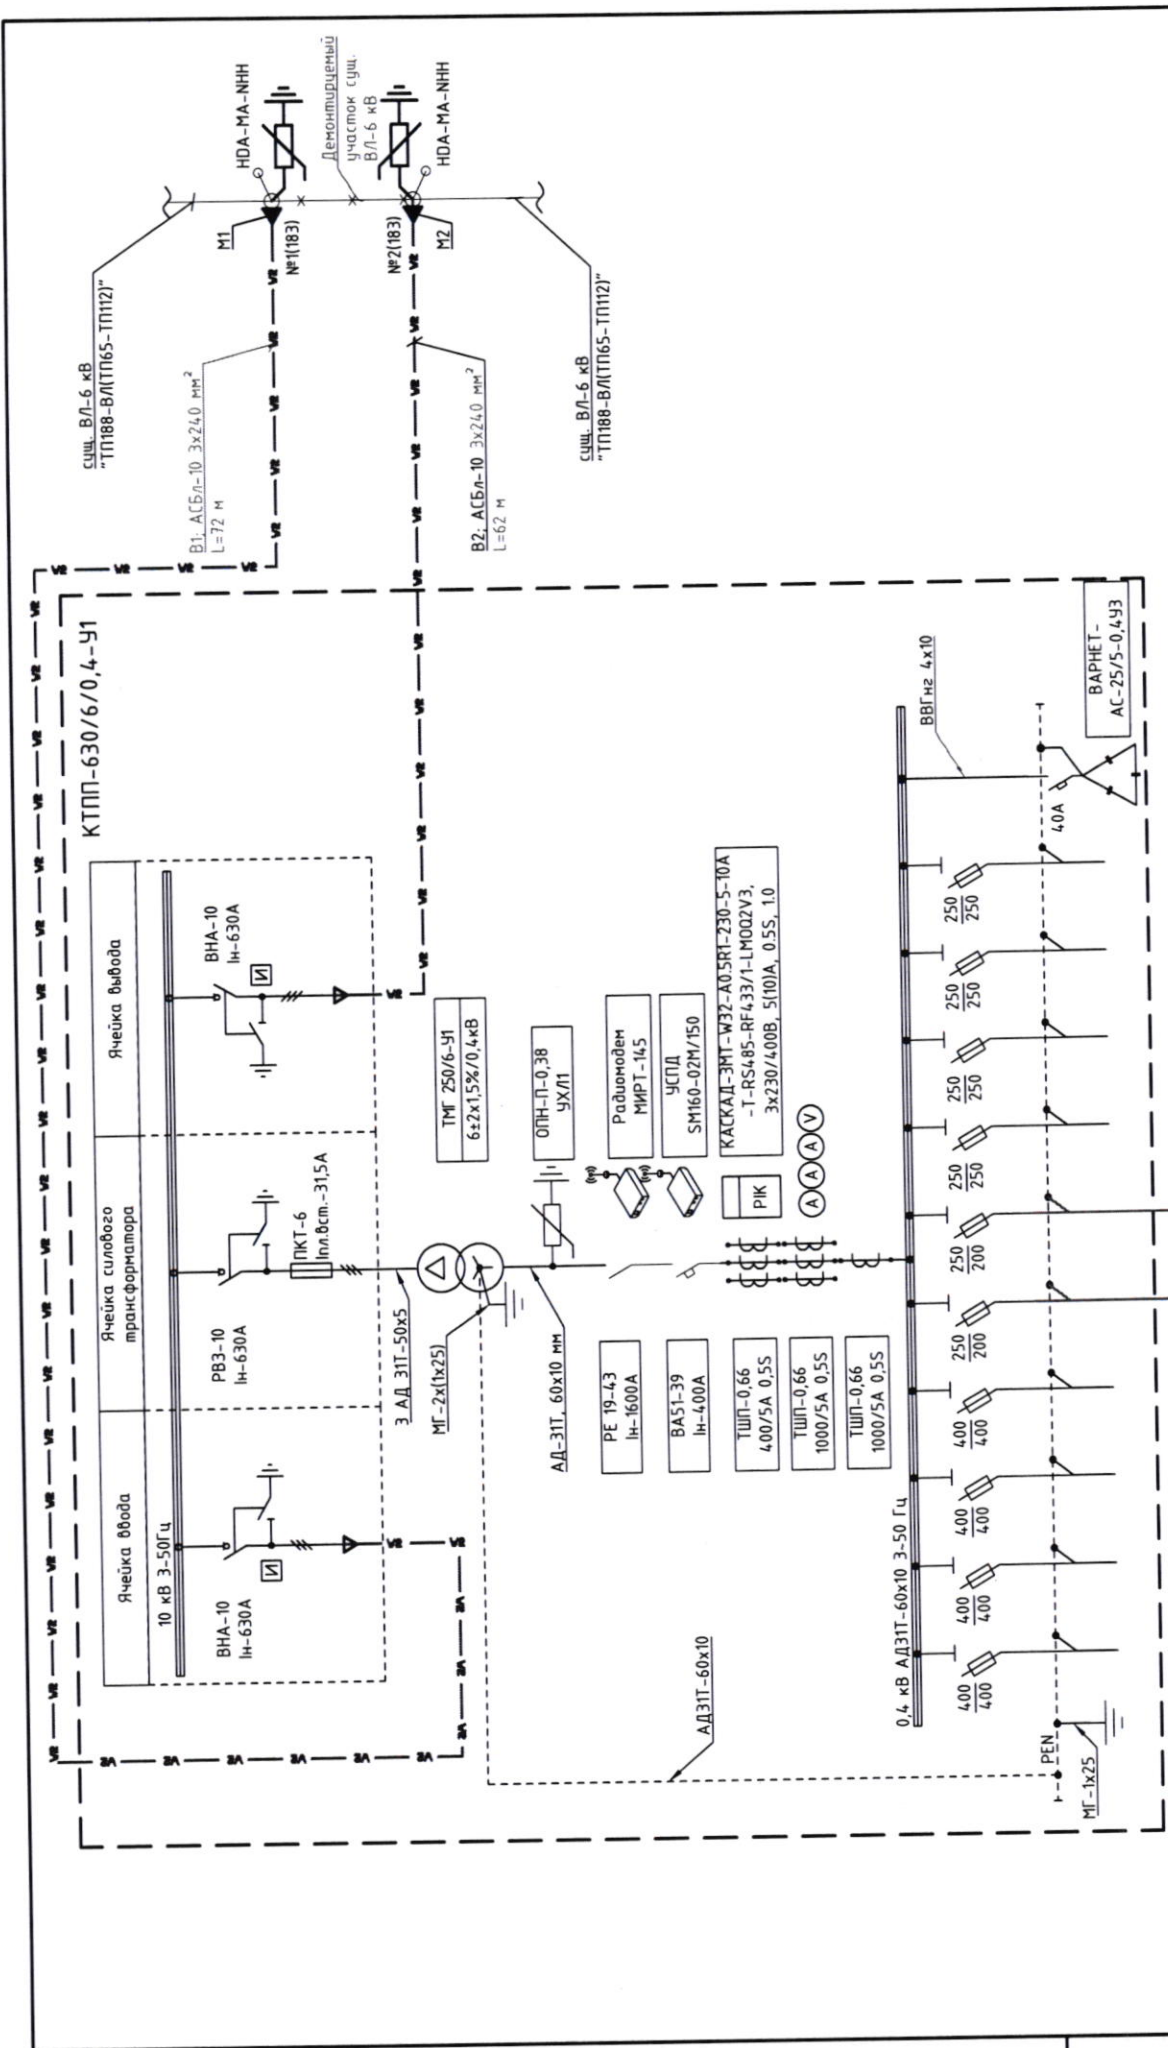 HDA-MA-NHH
Демонтируемый
участок сущ.
ВЛ-6 кВ
HDA-MA-NHH
М1
№1(183)
№2(183)
М2
сущ. ВЛ-6 кВ
"ТП188-ВЛ(ТП65-ТП112)"
сущ. ВЛ-6 кВ
"ТП188-ВЛ(ТП65-ТП112)"
В1; АСБл-10 3х240 мм²
L=72 м
В2; АСБл-10 3х240 мм²
L=62 м
КТПП-630/6/0,4-У1
Ячейка ввода
Ячейка силового
трансформатора
Ячейка вывода
10 кВ 3-50Гц
ВНА-10
Iн-630А
И
РВЗ-10
Iн-630А
ПКТ-6
Iпл.вст.-31,5А
ВНА-10
Iн-630А
И
3 АД 31Т-50х5
МГ-2х(1х25)
ТМГ 250/6-У1
6±2х1,5%/0,4кВ
ОПН-П-0,38
УХЛ1
АД-31Т, 60х10 мм
Радиомодем
МИРТ-145
УСПД
SM160-02M/150
РЕ 19-43
Iн-1600А
ВА51-39
Iн-400А
PIK
КАСКАД-3МТ-W32-A0.5R1-230-5-10A
-T-RS485-RF433/1-LMOQ2V3,
3х230/400В, 5(10)А, 0.5S, 1.0
ТШП-0,66
400/5А 0,5S
ТШП-0,66
1000/5А 0,5S
ТШП-0,66
1000/5А 0,5S
A A A V
АД31Т-60х10
0,4 кВ АД31Т-60х10 3-50 Гц
ВВГнг 4х10
400
400
400
400
400
400
400
400
250
200
250
200
250
250
250
250
250
250
250
250
40А
ВАРНЕТ-
АС-25/5-0,4У3
PEN
МГ-1х25